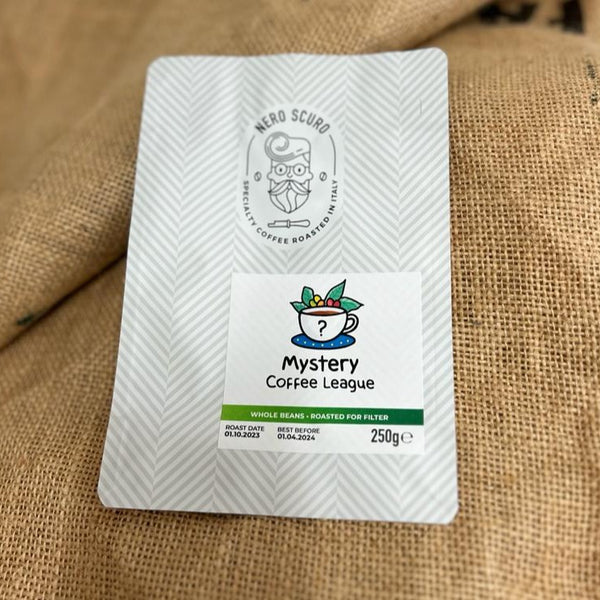 NERO SCURO
SPECIALTY COFFEE ROASTED IN ITALY
?
Mystery
Coffee League
WHOLE BEANS • ROASTED FOR FILTER
ROAST DATE
01.10.2023
BEST BEFORE
01.04.2024
250g℮